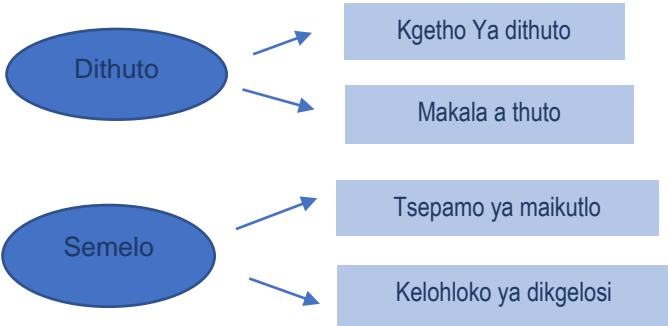 Dithuto
Kgetho Ya dithuto
Makala a thuto
Semelo
Tsepamo ya maikutlo
Kelohloko ya dikgelosi